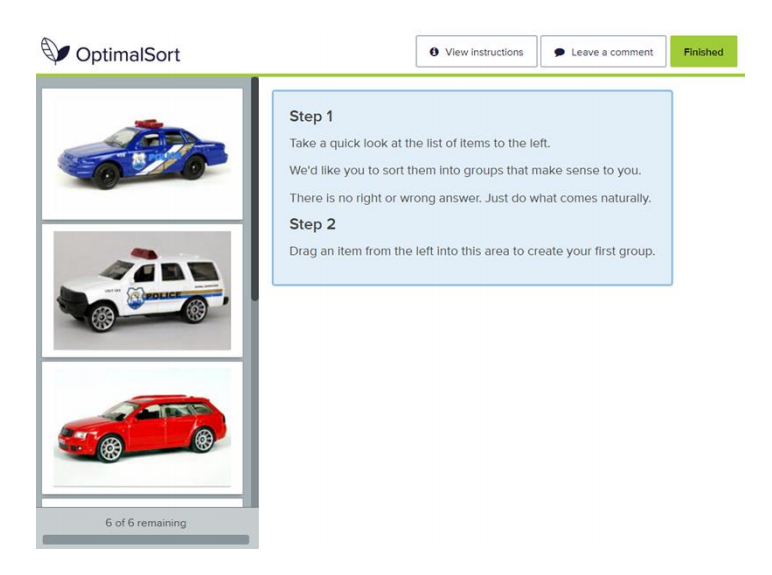 OptimalSort
View instructions
Leave a comment
Finished
POLICE
POLICE
6 of 6 remaining
Step 1
Take a quick look at the list of items to the left.
We'd like you to sort them into groups that make sense to you.
There is no right or wrong answer. Just do what comes naturally.
Step 2
Drag an item from the left into this area to create your first group.